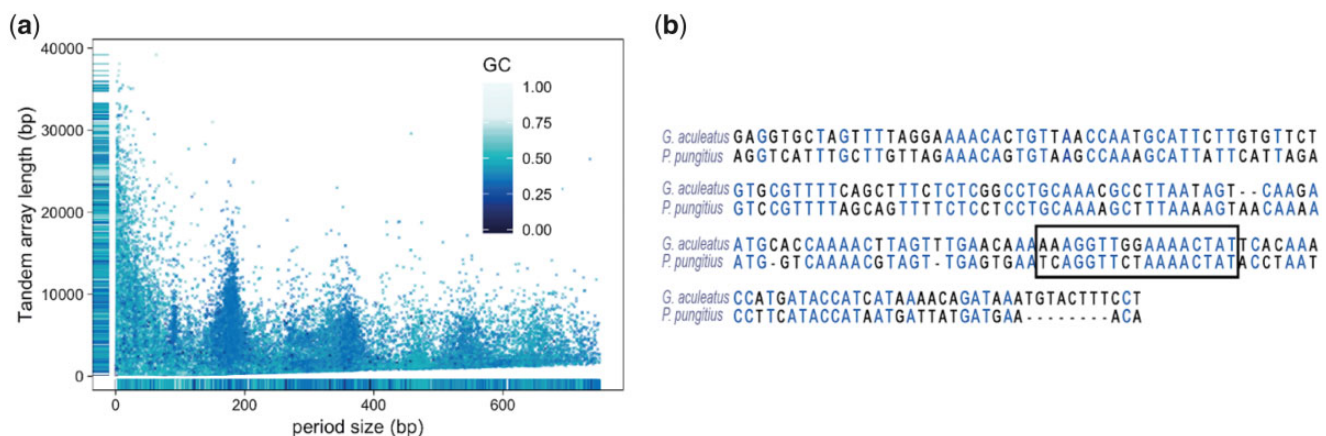 (a)
40000
30000
20000
10000
0
Tandem array length (bp)
GC
1.00
0.75
0.50
0.25
0.00
0
200
400
600
period size (bp)
(b)
G. aculeatus GAGGTGCTAGTTTTAGGAAAACACTGTTAACCAATGCATTCTTGTGTTCT
P. pungitius AGGTCATTTGCTTGTTAGAAACAGTGTAAGCCAAAGCATTATTCATTAGA
G. aculeatus GTGCGTTTTCAGCTTTCTCTCGGCCTGCAAACGCCTTAATAGT--CAAGA
P. pungitius GTCCGTTTTAGCAGTTTTCTCCTCCTGCAAAAGCTTTAAAAGTAACAAAA
G. aculeatus ATGCACCAAAACTTAGTTTGAACAAAAAAGGTTGGAAAACTATTCACAAA
P. pungitius ATG-GTCAAAACGTAGT-TGAGTGAATCAGGTTCTAAAACTATACCTAAT
G. aculeatus CCATGATACCATCATAAAACAGATAAATGTACTTTCCT
P. pungitius CCTTCATACCATAATGATTATGATGAA--------ACA